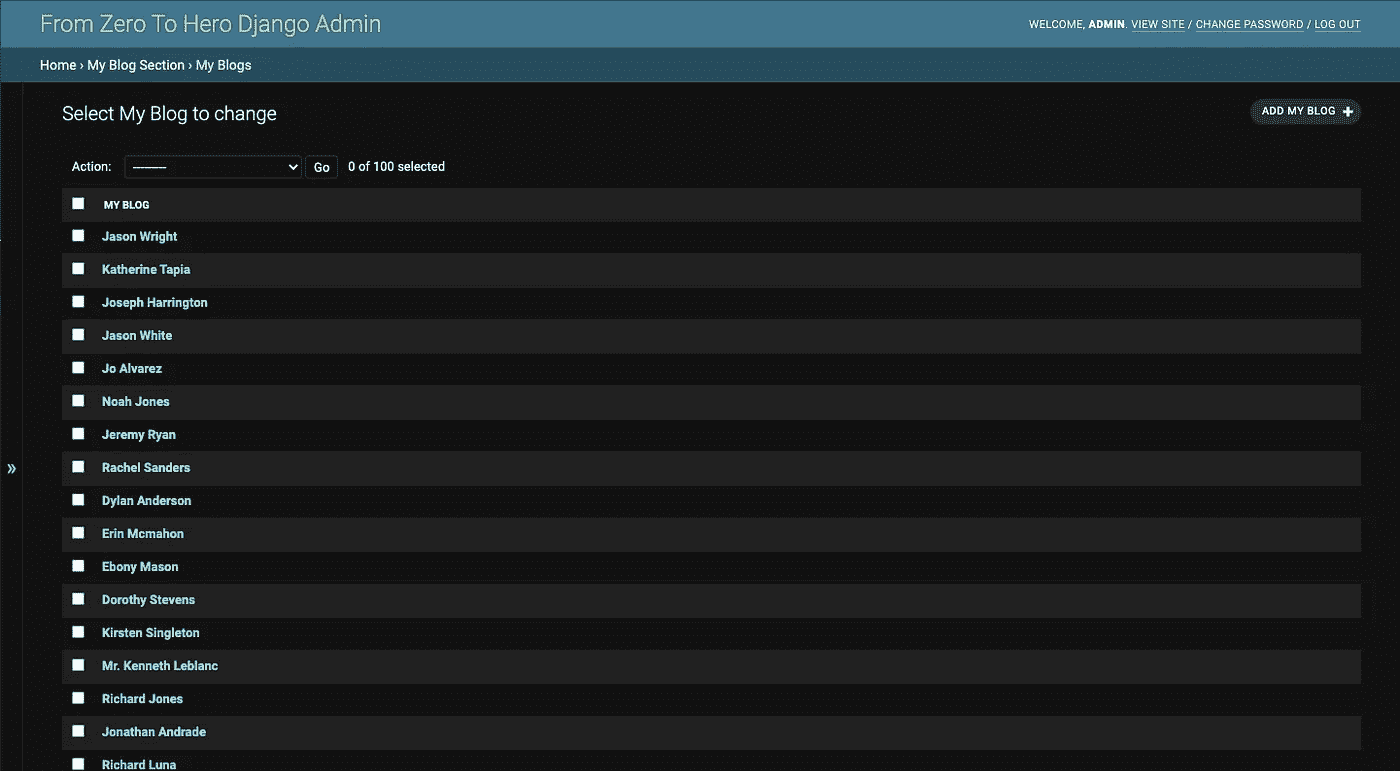 From Zero To Hero Django Admin
WELCOME, ADMIN. VIEW SITE / CHANGE PASSWORD / LOG OUT
Home › My Blog Section › My Blogs
Select My Blog to change
ADD MY BLOG +
Action: --------- Go 0 of 100 selected
MY BLOG
Jason Wright
Katherine Tapia
Joseph Harrington
Jason White
Jo Alvarez
Noah Jones
Jeremy Ryan
»
Rachel Sanders
Dylan Anderson
Erin Mcmahon
Ebony Mason
Dorothy Stevens
Kirsten Singleton
Mr. Kenneth Leblanc
Richard Jones
Jonathan Andrade
Richard Luna